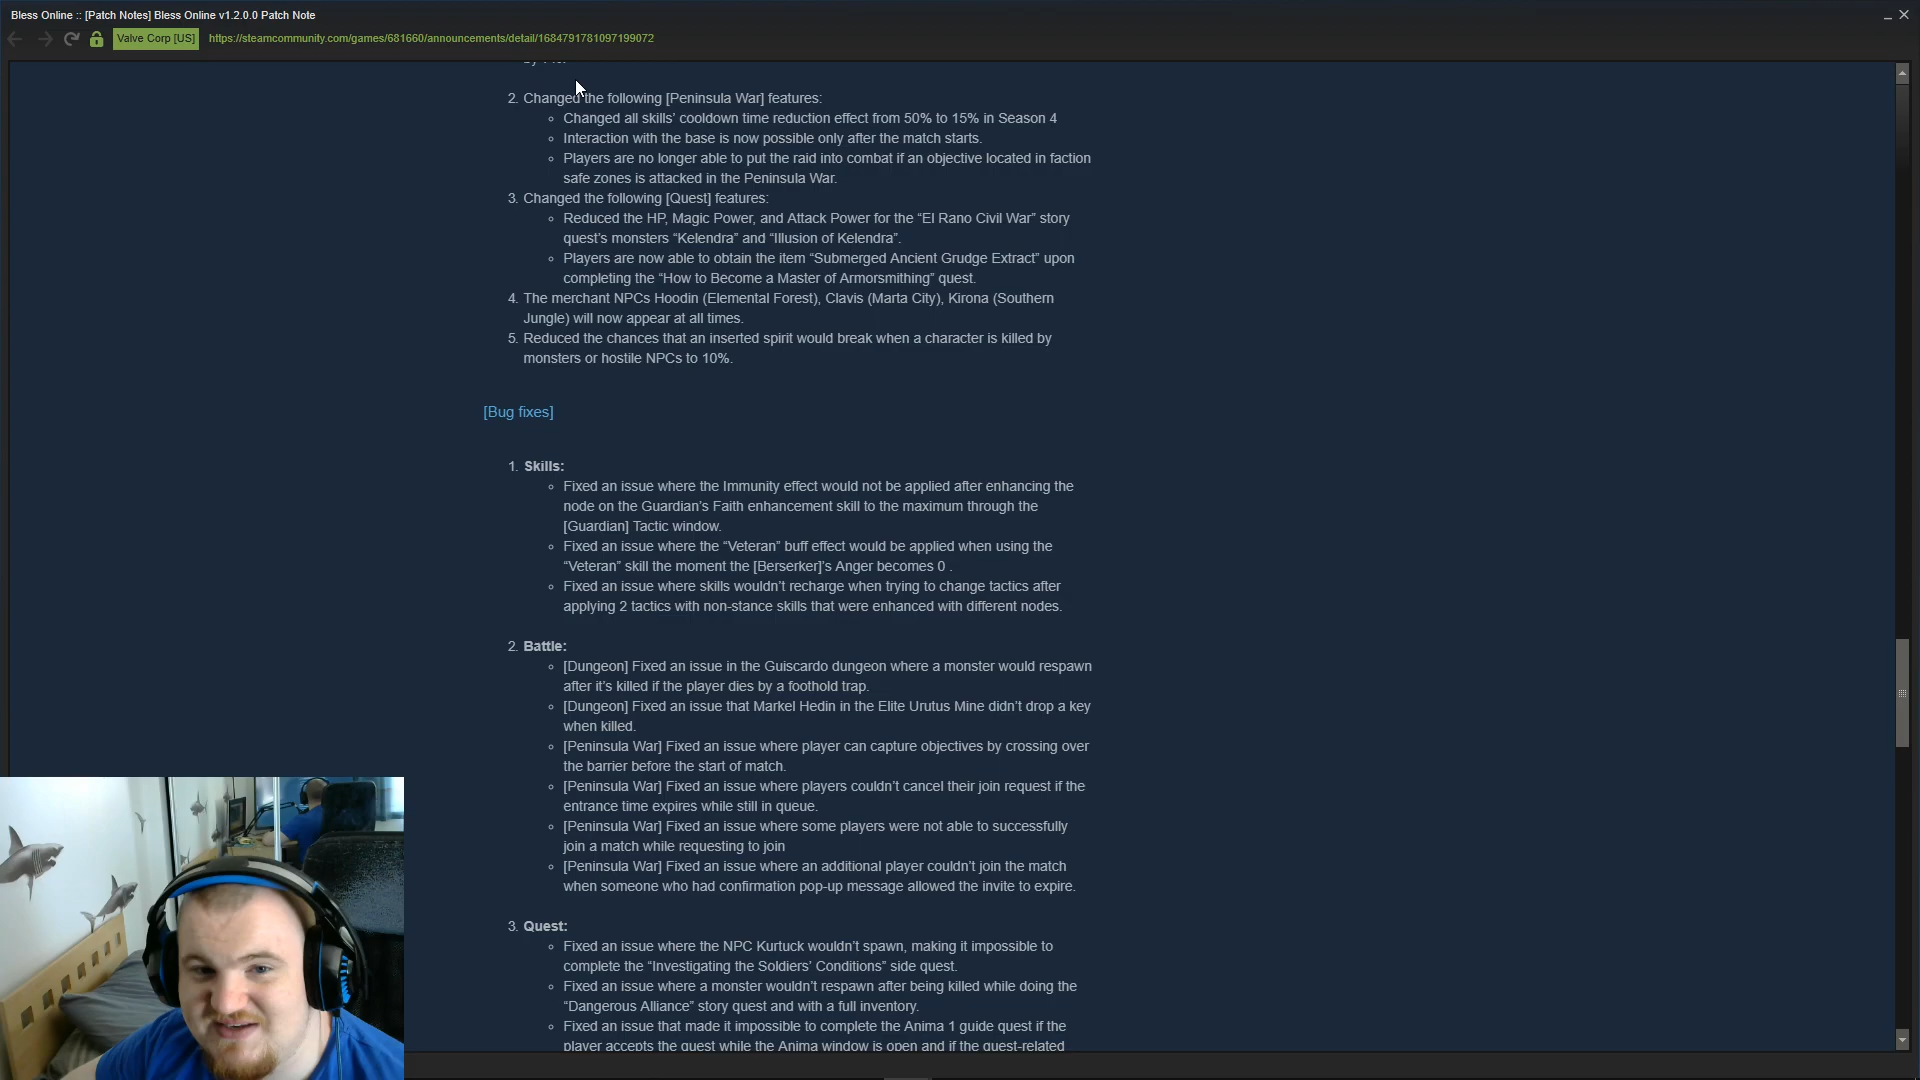 Bless Online :: [Patch Notes] Bless Online v1.2.0.0 Patch Note
Valve Corp [US] https://steamcommunity.com/games/681660/announcements/detail/1684791781097199072
2. Changed the following [Peninsula War] features:
Changed all skills’ cooldown time reduction effect from 50% to 15% in Season 4
Interaction with the base is now possible only after the match starts.
Players are no longer able to put the raid into combat if an objective located in faction
safe zones is attacked in the Peninsula War.
3. Changed the following [Quest] features:
Reduced the HP, Magic Power, and Attack Power for the “El Rano Civil War” story
quest’s monsters “Kelendra” and “Illusion of Kelendra”.
Players are now able to obtain the item “Submerged Ancient Grudge Extract” upon
completing the “How to Become a Master of Armorsmithing” quest.
4. The merchant NPCs Hoodin (Elemental Forest), Clavis (Marta City), Kirona (Southern
Jungle) will now appear at all times.
5. Reduced the chances that an inserted spirit would break when a character is killed by
monsters or hostile NPCs to 10%.
[Bug fixes]
1. Skills:
Fixed an issue where the Immunity effect would not be applied after enhancing the
node on the Guardian’s Faith enhancement skill to the maximum through the
[Guardian] Tactic window.
Fixed an issue where the “Veteran” buff effect would be applied when using the
“Veteran” skill the moment the [Berserker]’s Anger becomes 0 .
Fixed an issue where skills wouldn’t recharge when trying to change tactics after
applying 2 tactics with non-stance skills that were enhanced with different nodes.
2. Battle:
[Dungeon] Fixed an issue in the Guiscardo dungeon where a monster would respawn
after it’s killed if the player dies by a foothold trap.
[Dungeon] Fixed an issue that Markel Hedin in the Elite Urutus Mine didn’t drop a key
when killed.
[Peninsula War] Fixed an issue where player can capture objectives by crossing over
the barrier before the start of match.
[Peninsula War] Fixed an issue where players couldn’t cancel their join request if the
entrance time expires while still in queue.
[Peninsula War] Fixed an issue where some players were not able to successfully
join a match while requesting to join
[Peninsula War] Fixed an issue where an additional player couldn’t join the match
when someone who had confirmation pop-up message allowed the invite to expire.
3. Quest:
Fixed an issue where the NPC Kurtuck wouldn’t spawn, making it impossible to
complete the “Investigating the Soldiers’ Conditions” side quest.
Fixed an issue where a monster wouldn’t respawn after being killed while doing the
“Dangerous Alliance” story quest and with a full inventory.
Fixed an issue that made it impossible to complete the Anima 1 guide quest if the
player accepts the quest while the Anima window is open and if the quest-related